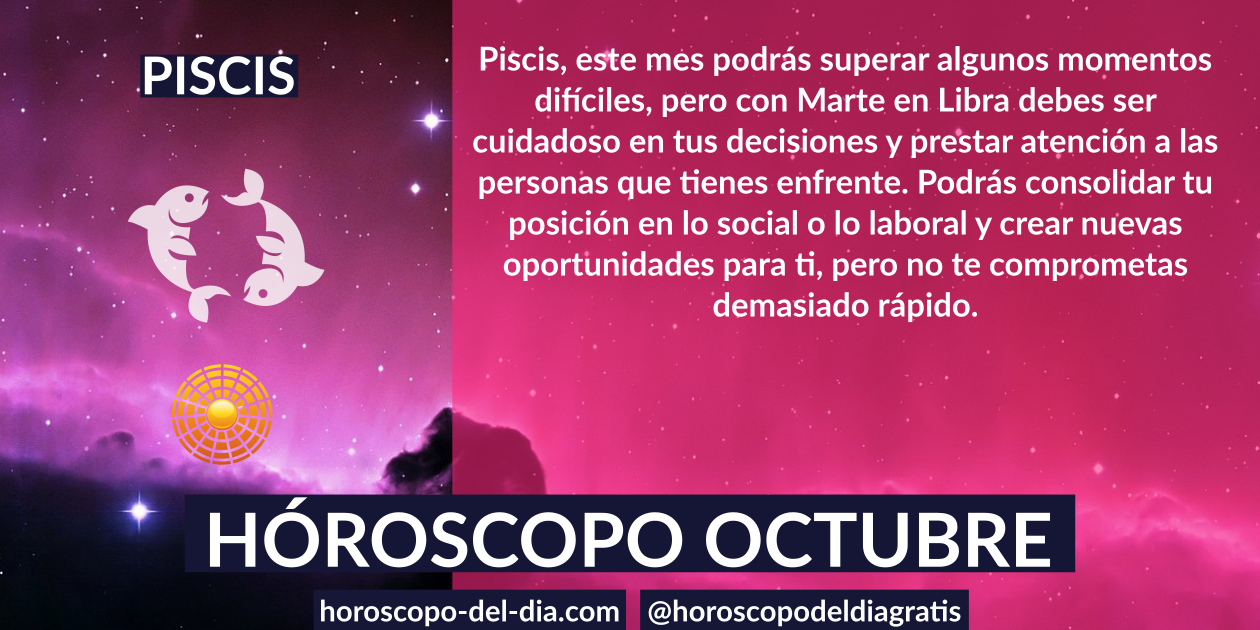 PISCIS
Piscis, este mes podrás superar algunos momentos
difíciles, pero con Marte en Libra debes ser
cuidadoso en tus decisiones y prestar atención a las
personas que tienes enfrente. Podrás consolidar tu
posición en lo social o lo laboral y crear nuevas
oportunidades para ti, pero no te comprometas
demasiado rápido.
HÓROSCOPO OCTUBRE
horoscopo-del-dia.com @horoscopodeldiagratis